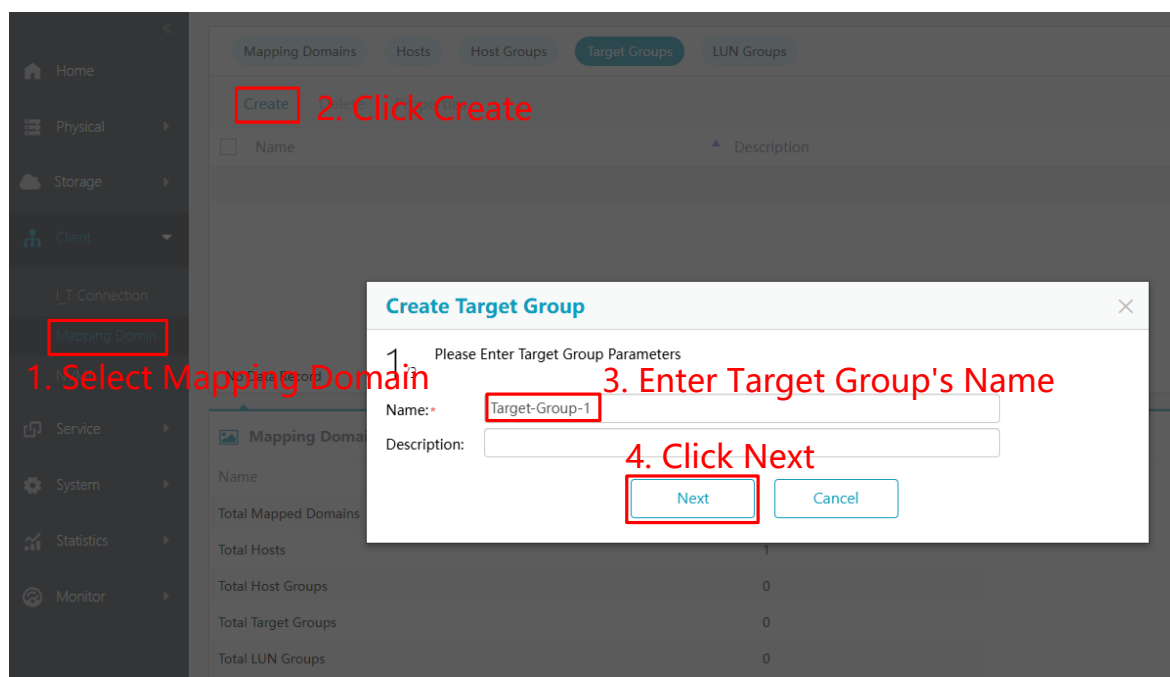 Mapping Domains Hosts Host Groups Target Groups LUN Groups
Home
Create
2. Click Create
Physical
Name Description
Storage
Client
I_T Connection
Create Target Group
Mapping Domin
1. Select Mapping Domain
No Data Record
1/3 Please Enter Target Group Parameters
3. Enter Target Group's Name
Name:* Target-Group-1
Description:
4. Click Next
Next Cancel
Service
Mapping Domai
System
Name
Total Mapped Domains
Statistics
Total Hosts 1
Monitor
Total Host Groups 0
Total Target Groups 0
Total LUN Groups 0